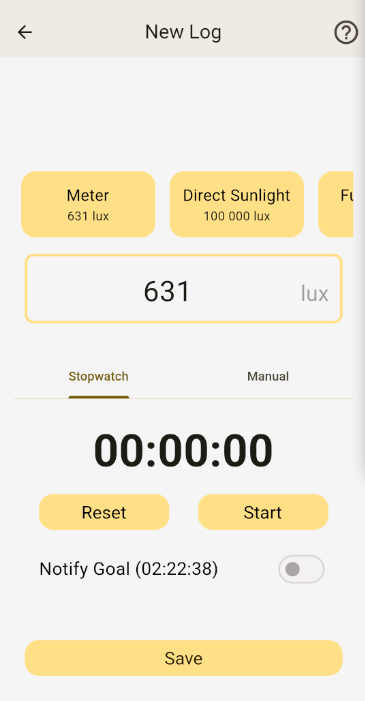 New Log
Meter
631 lux
Direct Sunlight
100 000 lux
631
lux
Stopwatch
Manual
00:00:00
Reset
Start
Notify Goal (02:22:38)
Save